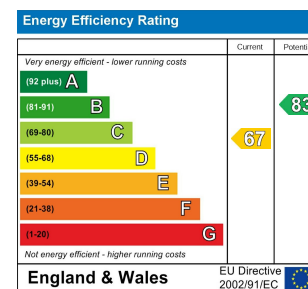 Energy Efficiency Rating
Current Potenti
Very energy efficient - lower running costs
(92 plus) A
(81-91) B
83
(69-80) C
67
(55-68) D
(39-54) E
(21-38) F
(1-20) G
Not energy efficient - higher running costs
England & Wales
EU Directive
2002/91/EC